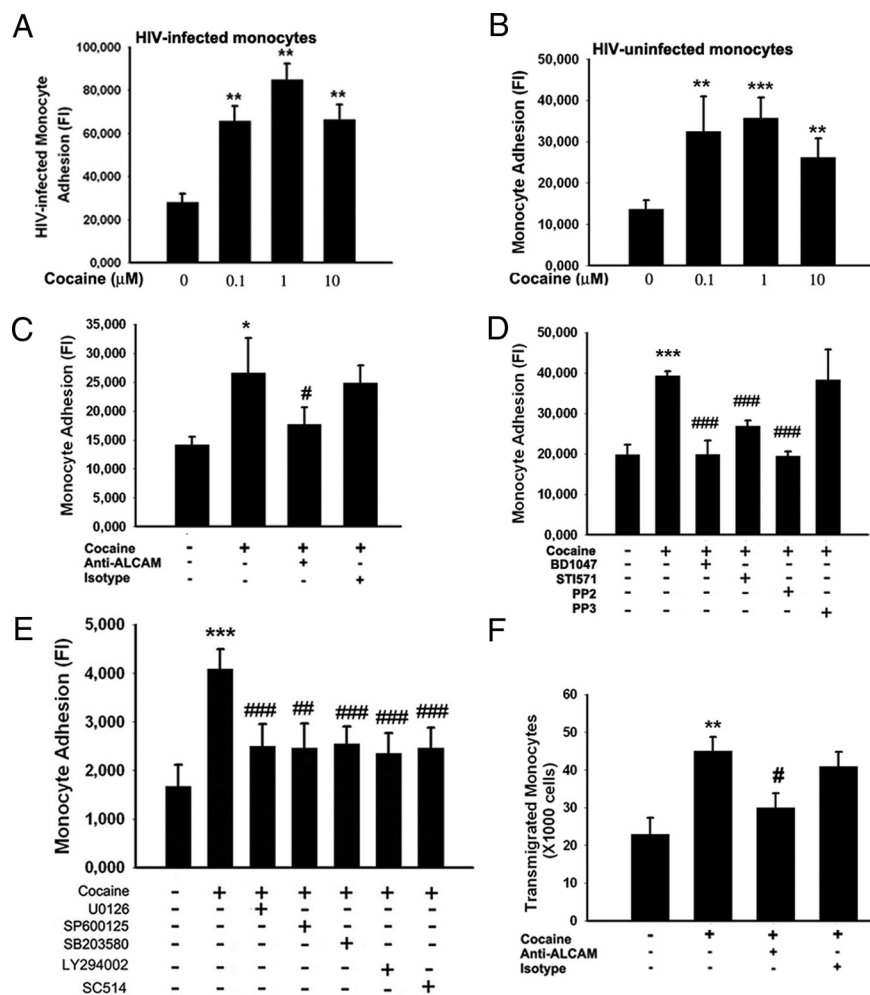 A
HIV-infected monocytes
HIV-infected Monocyte
Adhesion (FI)
100,000
80,000
60,000
40,000
20,000
0,000
** ** **
Cocaine (μM) 0 0.1 1 10
B
HIV-uninfected monocytes
Monocyte Adhesion (FI)
50,000
40,000
30,000
20,000
10,000
0,000
** *** **
Cocaine (μM) 0 0.1 1 10
C
Monocyte Adhesion (FI)
35,000
30,000
25,000
20,000
15,000
10,000
5,000
0,000
* #
Cocaine - + + +
Anti-ALCAM - - + -
Isotype - - - +
D
Monocyte Adhesion (FI)
50,000
40,000
30,000
20,000
10,000
0,000
*** ### ### ###
Cocaine - + + + + +
BD1047 - - + - - -
STI571 - - - + - -
PP2 - - - - + -
PP3 - - - - - +
E
Monocyte Adhesion (FI)
5,000
4,000
3,000
2,000
1,000
0,000
*** ### ## ### ### ###
Cocaine - + + + + + +
U0126 - - + - - - -
SP600125 - - - + - - -
SB203580 - - - - + - -
LY294002 - - - - - + -
SC514 - - - - - - +
F
Transmigrated Monocytes
(X1000 cells)
60
50
40
30
20
10
0
** #
Cocaine - + + +
Anti-ALCAM - - + -
Isotype - - - +